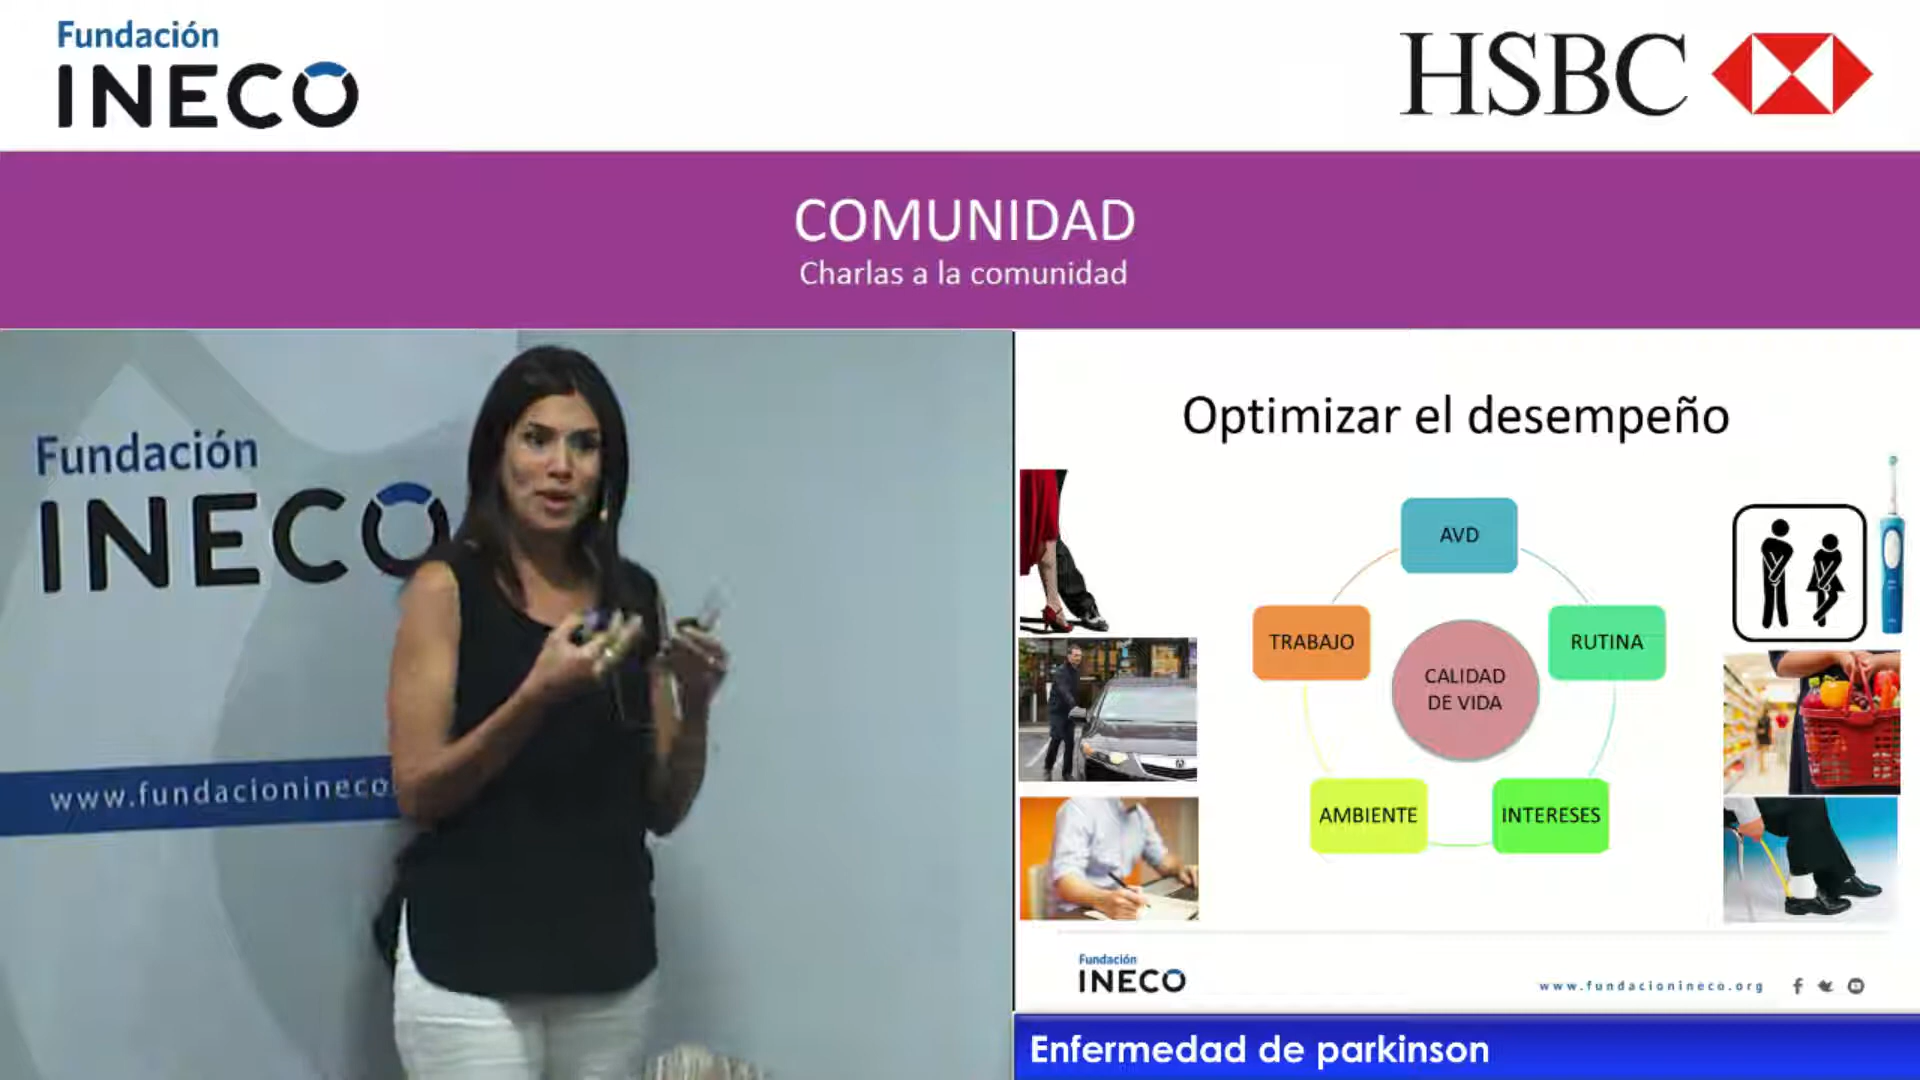 Fundación
INECO
HSBC
COMUNIDAD
Charlas a la comunidad
Fundación
INECO
www.fundacionineco
Optimizar el desempeño
AVD
TRABAJO
RUTINA
CALIDAD
DE VIDA
AMBIENTE
INTERESES
Fundación
INECO
www.fundacionineco.org
Enfermedad de parkinson